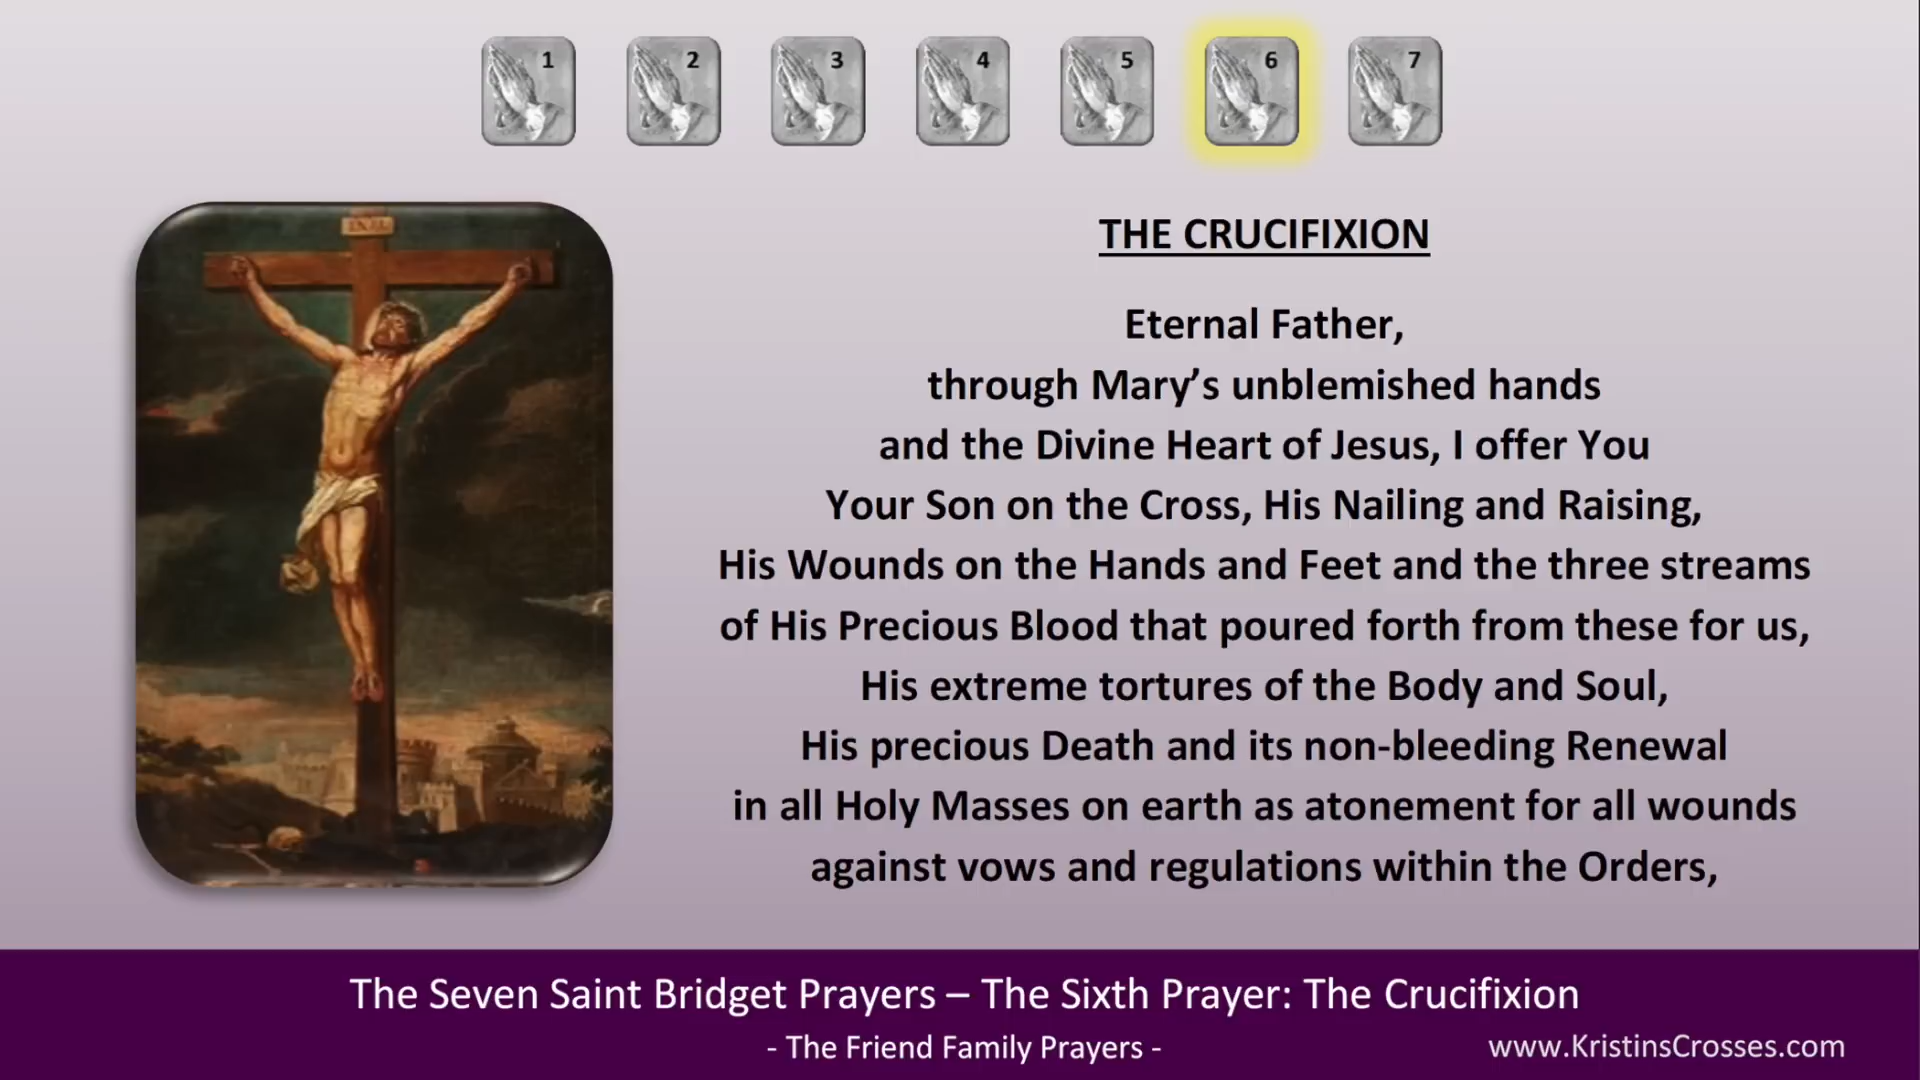 1 2 3 4 5 6 7
THE CRUCIFIXION
Eternal Father,
through Mary’s unblemished hands
and the Divine Heart of Jesus, I offer You
Your Son on the Cross, His Nailing and Raising,
His Wounds on the Hands and Feet and the three streams
of His Precious Blood that poured forth from these for us,
His extreme tortures of the Body and Soul,
His precious Death and its non-bleeding Renewal
in all Holy Masses on earth as atonement for all wounds
against vows and regulations within the Orders,
The Seven Saint Bridget Prayers – The Sixth Prayer: The Crucifixion
- The Friend Family Prayers -
www.KristinsCrosses.com